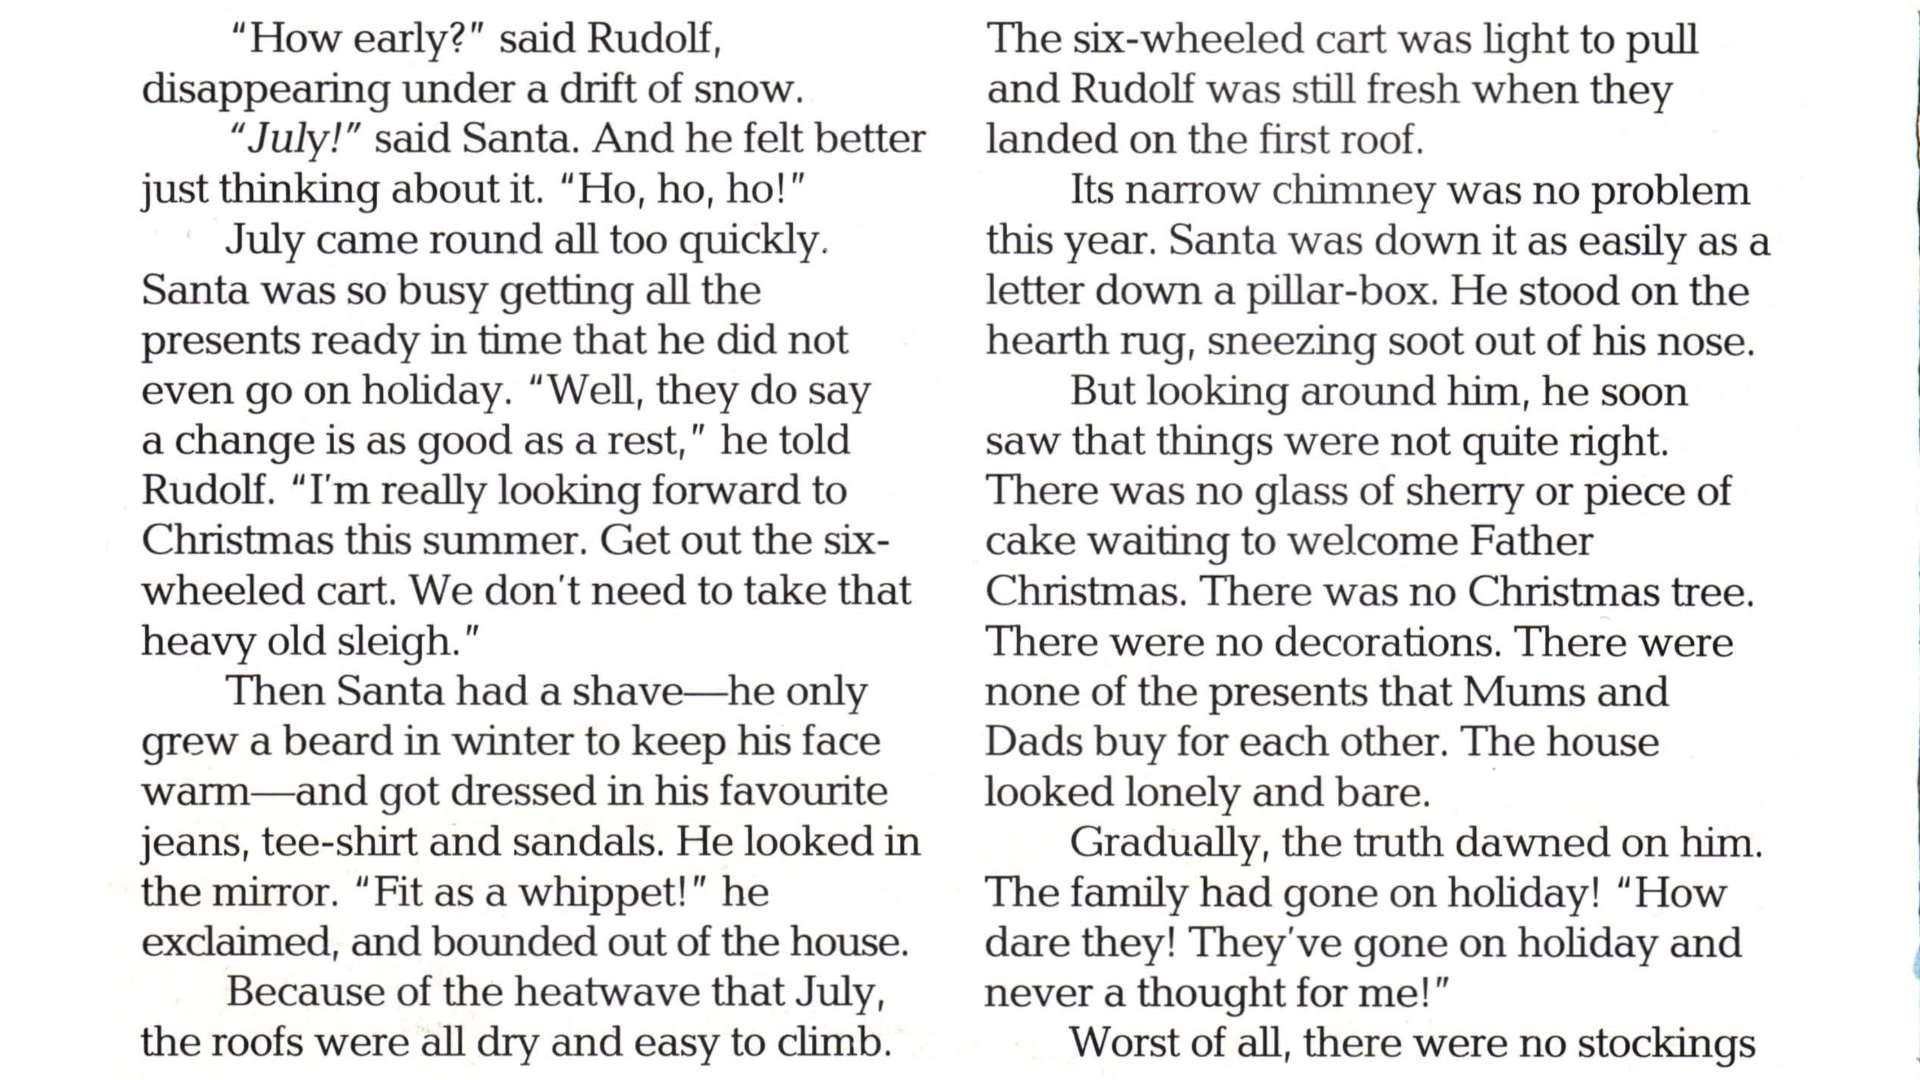 “How early?” said Rudolf,
disappearing under a drift of snow.
“July!” said Santa. And he felt better
just thinking about it. “Ho, ho, ho!”
July came round all too quickly.
Santa was so busy getting all the
presents ready in time that he did not
even go on holiday. “Well, they do say
a change is as good as a rest,” he told
Rudolf. “I'm really looking forward to
Christmas this summer. Get out the six-
wheeled cart. We don't need to take that
heavy old sleigh.”
Then Santa had a shave—he only
grew a beard in winter to keep his face
warm—and got dressed in his favourite
jeans, tee-shirt and sandals. He looked in
the mirror. “Fit as a whippet!” he
exclaimed, and bounded out of the house.
Because of the heatwave that July,
the roofs were all dry and easy to climb.
The six-wheeled cart was light to pull
and Rudolf was still fresh when they
landed on the first roof.
Its narrow chimney was no problem
this year. Santa was down it as easily as a
letter down a pillar-box. He stood on the
hearth rug, sneezing soot out of his nose.
But looking around him, he soon
saw that things were not quite right.
There was no glass of sherry or piece of
cake waiting to welcome Father
Christmas. There was no Christmas tree.
There were no decorations. There were
none of the presents that Mums and
Dads buy for each other. The house
looked lonely and bare.
Gradually, the truth dawned on him.
The family had gone on holiday! “How
dare they! They've gone on holiday and
never a thought for me!”
Worst of all, there were no stockings